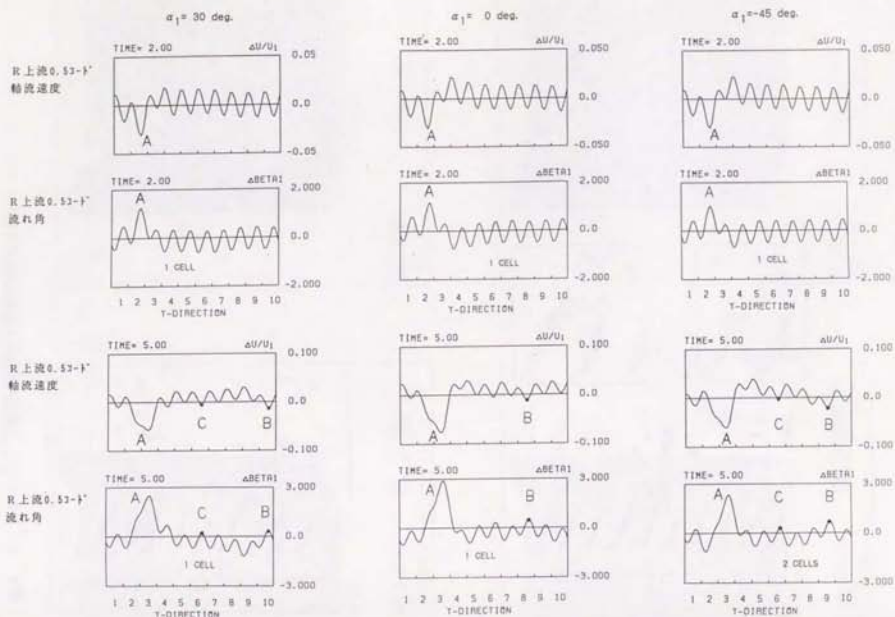 α₁= 30 deg.
α₁= 0 deg.
α₁=-45 deg.
R上流0.5ｺｰﾄﾞ
軸流速度
TIME= 2.00 ΔU/U₁
0.05
0.0
-0.05
A
TIME= 2.00 ΔU/U₁
0.050
0.0
-0.050
A
TIME= 2.00 ΔU/U₁
0.050
0.0
-0.050
A
R上流0.5ｺｰﾄﾞ
流れ角
TIME= 2.00 ΔBETA1
2.000
0.0
-2.000
A
1 CELL
1 2 3 4 5 6 7 8 9 10
Y-DIRECTION
TIME= 2.00 ΔBETA1
2.000
0.0
-2.000
A
1 CELL
1 2 3 4 5 6 7 8 9 10
Y-DIRECTION
TIME= 2.00 ΔBETA1
2.000
0.0
-2.000
A
1 CELL
1 2 3 4 5 6 7 8 9 10
Y-DIRECTION
R上流0.5ｺｰﾄﾞ
軸流速度
TIME= 5.00 ΔU/U₁
0.100
0.0
-0.100
A C B
TIME= 5.00 ΔU/U₁
0.100
0.0
-0.100
A B
TIME= 5.00 ΔU/U₁
0.100
0.0
-0.100
A C B
R上流0.5ｺｰﾄﾞ
流れ角
TIME= 5.00 ΔBETA1
3.000
0.0
-3.000
A C B
1 CELL
1 2 3 4 5 6 7 8 9 10
Y-DIRECTION
TIME= 5.00 ΔBETA1
3.000
0.0
-3.000
A B
1 CELL
1 2 3 4 5 6 7 8 9 10
Y-DIRECTION
TIME= 5.00 ΔBETA1
3.000
0.0
-3.000
A C B
2 CELLS
1 2 3 4 5 6 7 8 9 10
Y-DIRECTION